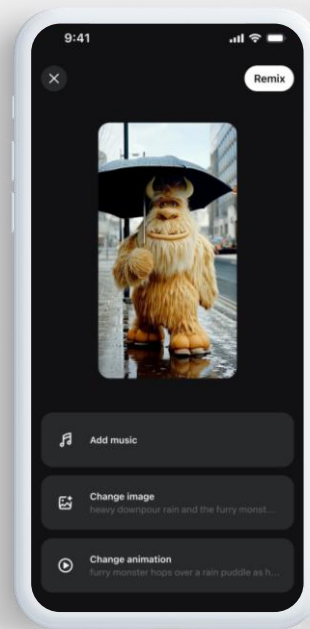 9:41
Remix
Add music
Change image
heavy downpour rain and the furry monst...
Change animation
furry monster hops over a rain puddle as h...